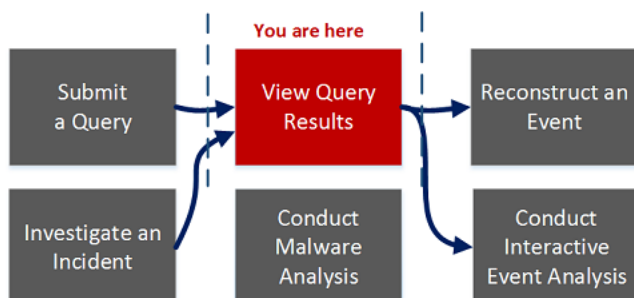 You are here
Submit
a Query
View Query
Results
Reconstruct an
Event
Investigate an
Incident
Conduct
Malware
Analysis
Conduct
Interactive
Event Analysis